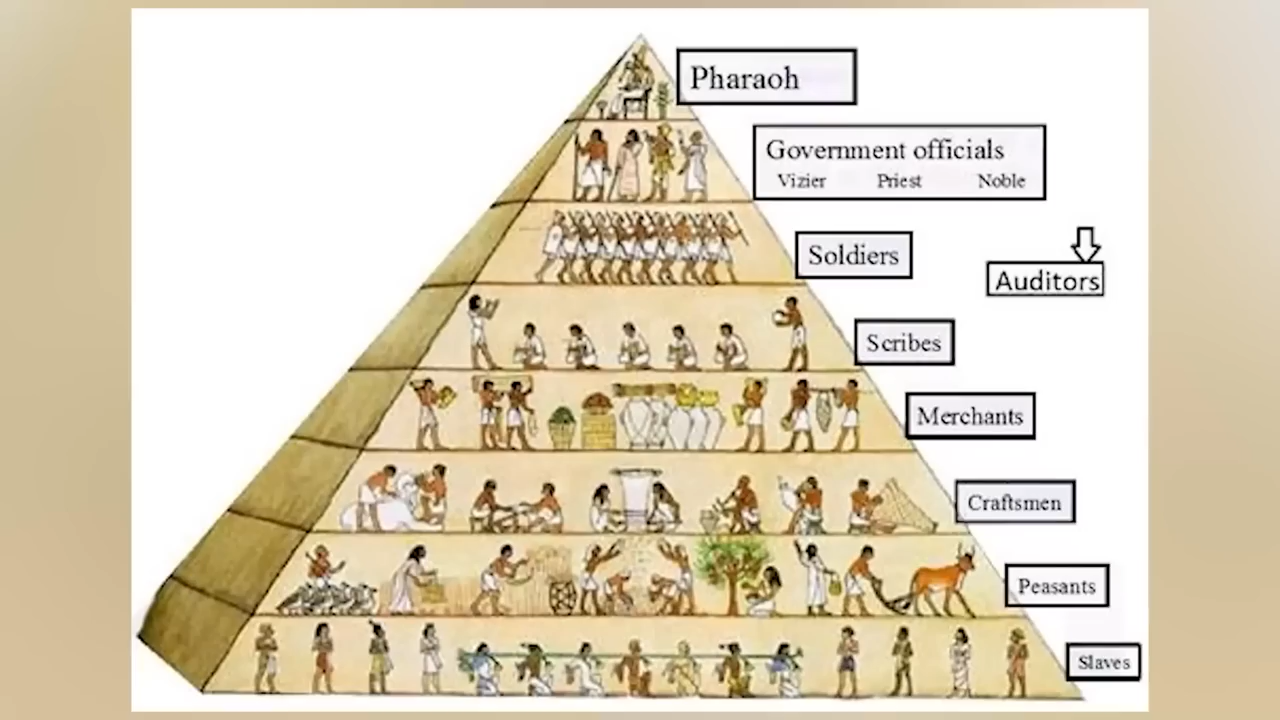 Pharaoh
Government officials
Vizier Priest Noble
Soldiers
Auditors
Scribes
Merchants
Craftsmen
Peasants
Slaves